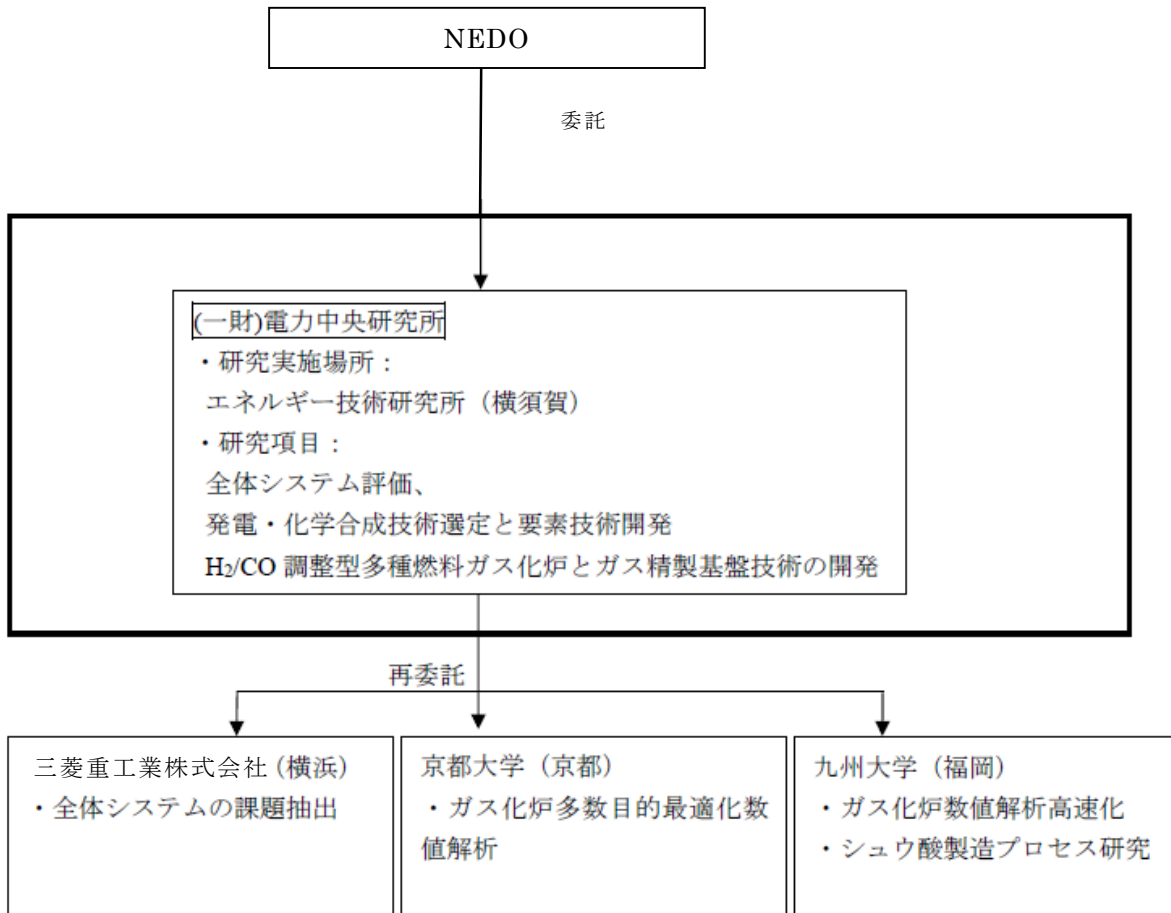 NEDO
委託
(一財)電力中央研究所
・研究実施場所：
エネルギー技術研究所（横須賀）
・研究項目：
全体システム評価、
発電・化学合成技術選定と要素技術開発
H₂/CO 調整型多種燃料ガス化炉とガス精製基盤技術の開発
再委託
三菱重工業株式会社 (横浜)
・全体システムの課題抽出
京都大学（京都）
・ガス化炉多数目的最適化数
値解析
九州大学（福岡）
・ガス化炉数値解析高速化
・シュウ酸製造プロセス研究